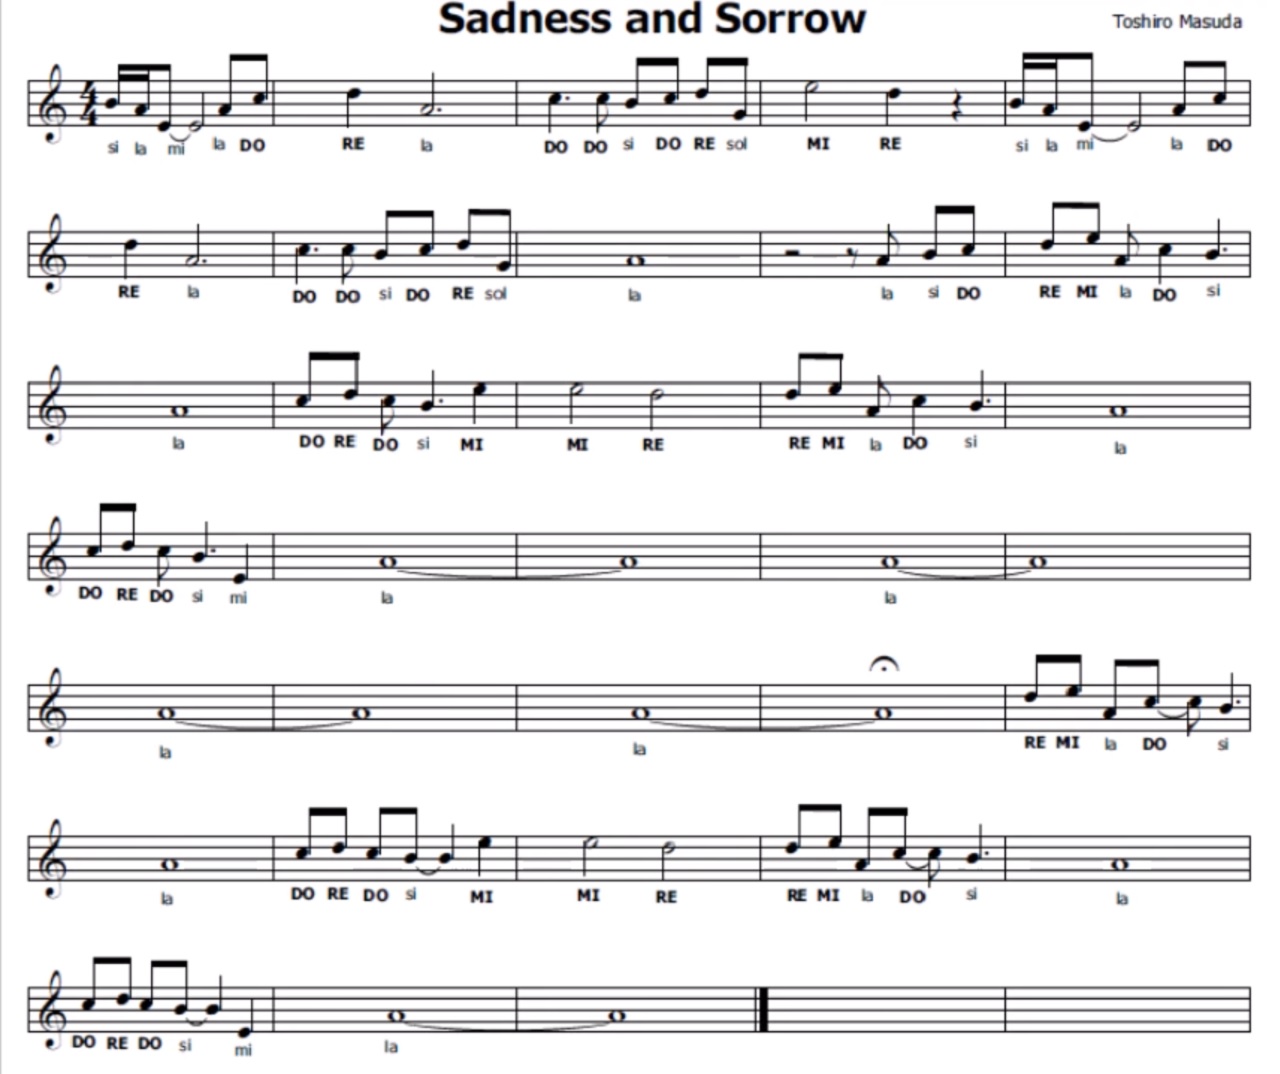 Sadness and Sorrow
Toshiro Masuda
4
4
si la mi la DO RE la DO DO si DO RE sol MI RE si la mi la DO
RE la DO DO si DO RE sol la la si DO RE MI la DO si
la DO RE DO si MI MI RE RE MI la DO si la
DO RE DO si mi la la
la la RE MI la DO si
la DO RE DO si MI MI RE RE MI la DO si la
DO RE DO si mi la